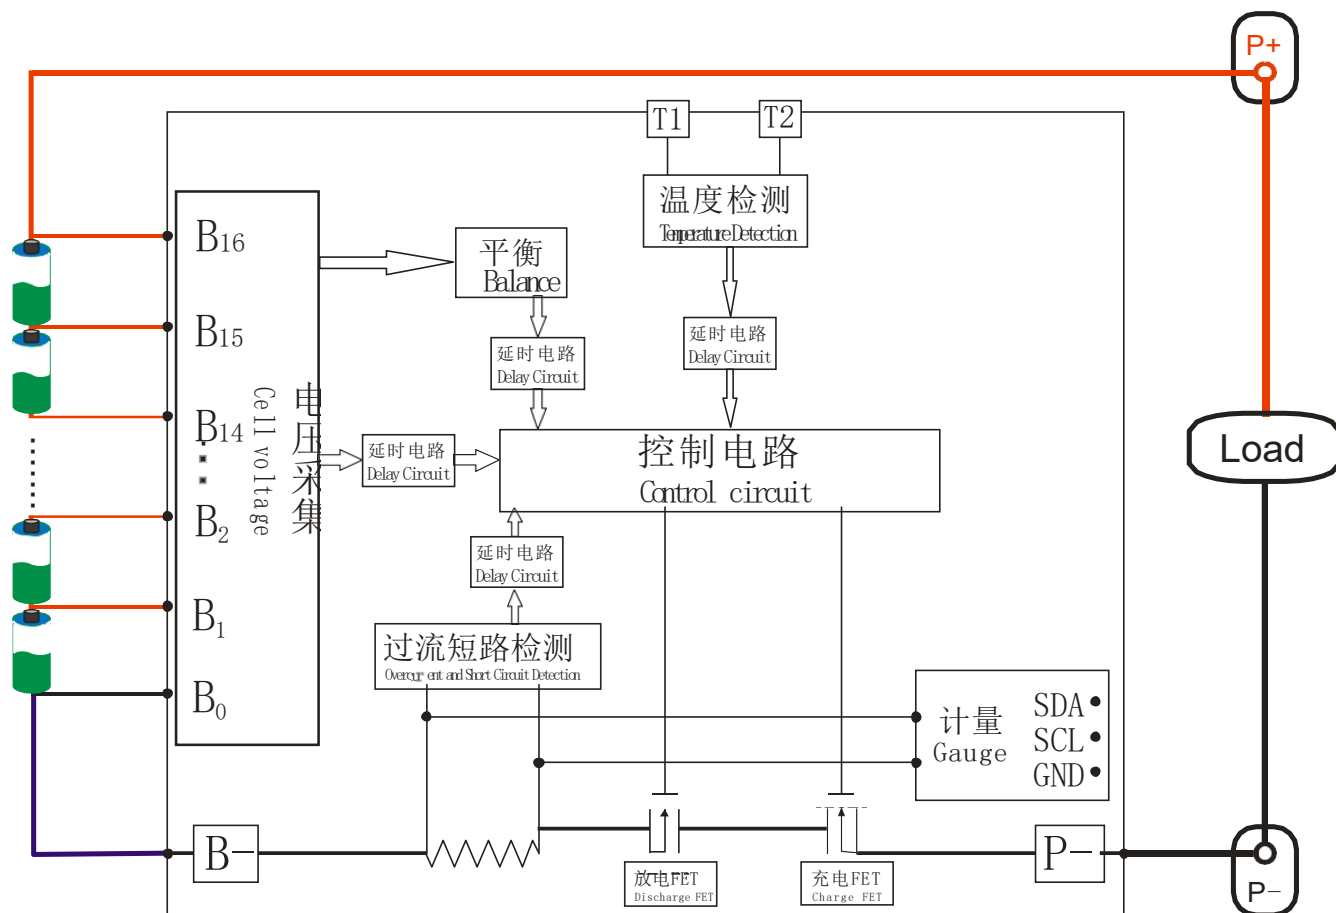 P+
T1
T2
温度检测
Temperature Detection
B16
平衡
Balance
B15
延时电路
Delay Circuit
延时电路
Delay Circuit
电压采集
Cell voltage
B14
延时电路
Delay Circuit
控制电路
Control circuit
Load
B2
延时电路
Delay Circuit
B1
过流短路检测
Overcurrent and Short Circuit Detection
B0
计量
Gauge
SDA
SCL
GND
B-
P-
放电FET
Discharge FET
充电FET
Charge FET
P-